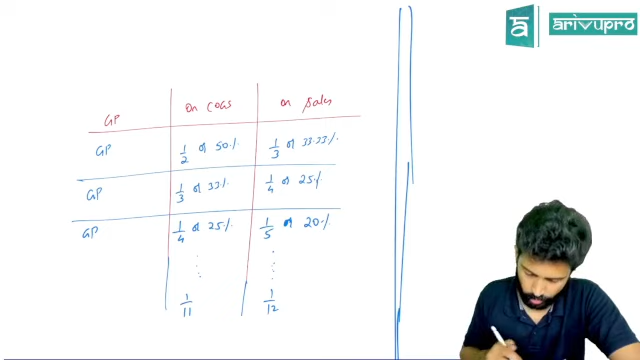 arivupro
GP on COGS on Sales
GP 1/2 or 50% 1/3 or 33.33%
GP 1/3 or 33% 1/4 or 25%
GP 1/4 or 25% 1/5 or 20%
1/11 1/12